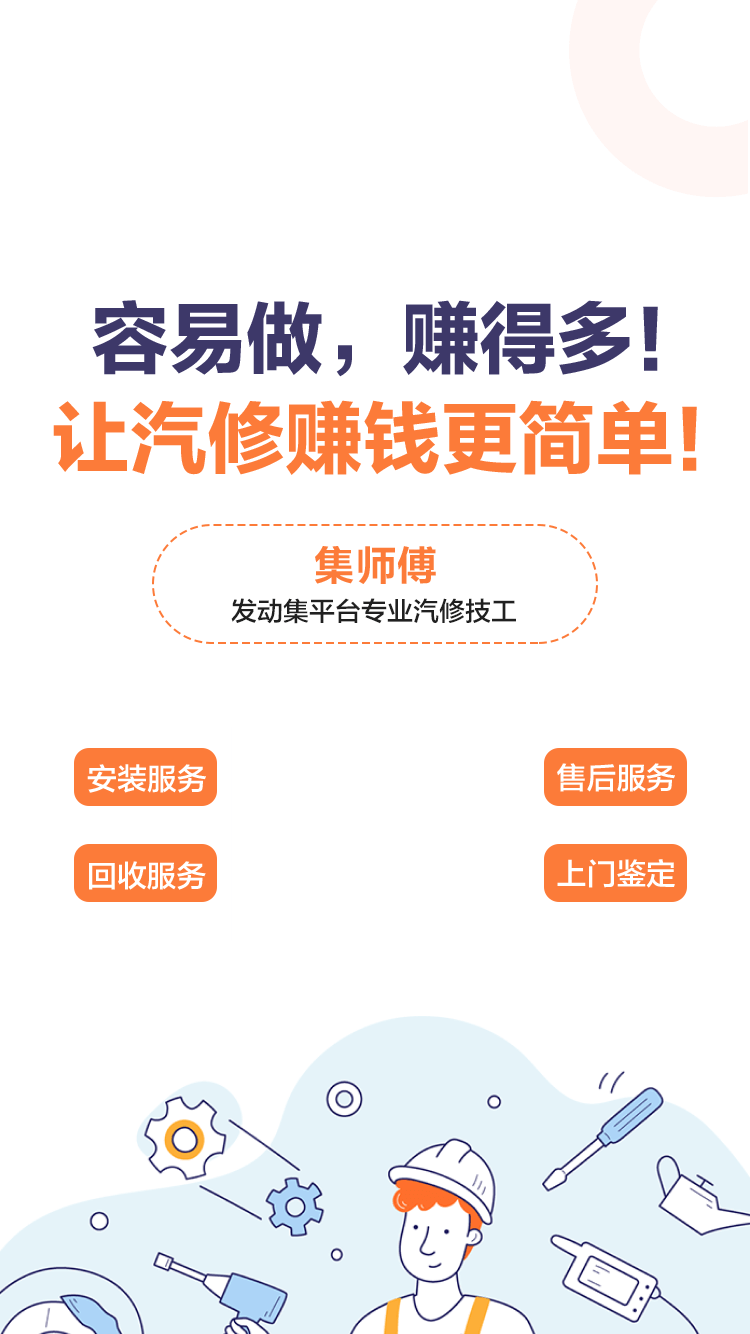 容易做，赚得多！
让汽修赚钱更简单！
集师傅
发动集平台专业汽修技工
安装服务
售后服务
回收服务
上门鉴定